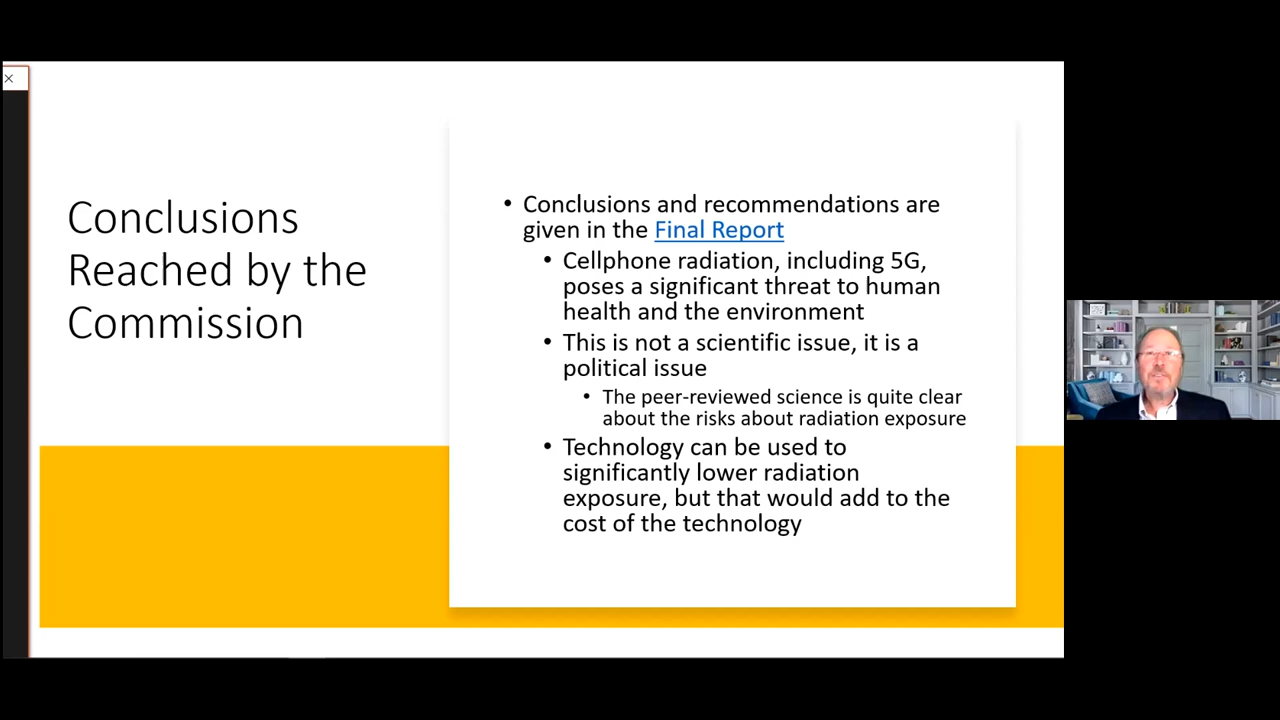 Conclusions
Reached by the
Commission
• Conclusions and recommendations are
given in the Final Report
• Cellphone radiation, including 5G,
poses a significant threat to human
health and the environment
• This is not a scientific issue, it is a
political issue
• The peer-reviewed science is quite clear
about the risks about radiation exposure
• Technology can be used to
significantly lower radiation
exposure, but that would add to the
cost of the technology